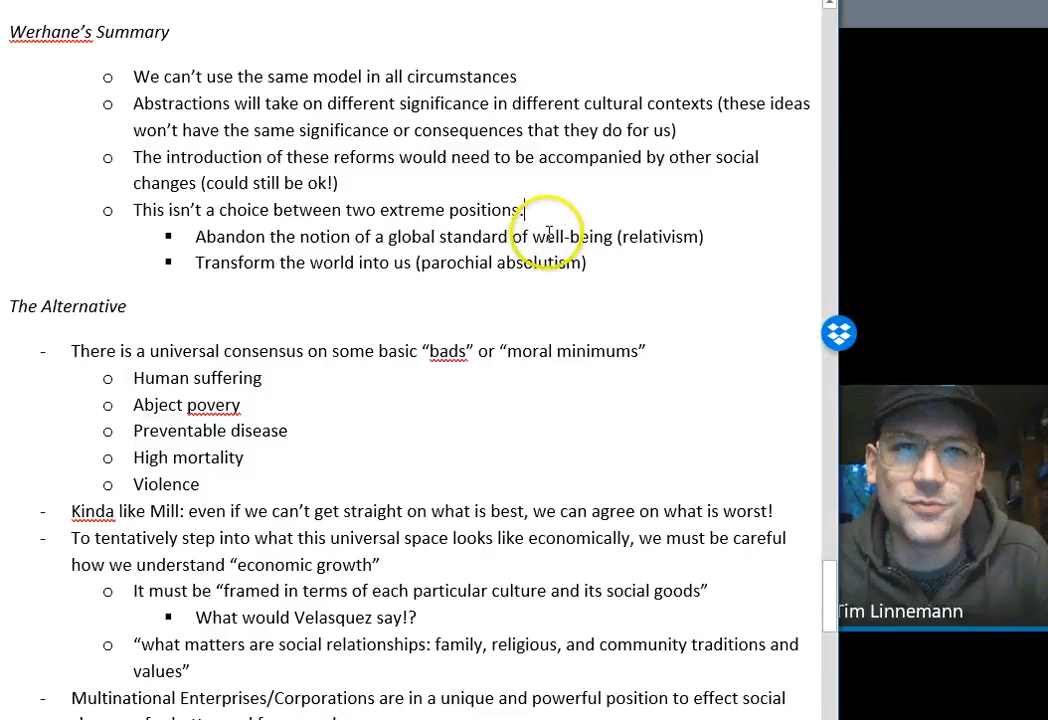 Werhane's Summary
o We can't use the same model in all circumstances
o Abstractions will take on different significance in different cultural contexts (these ideas
won't have the same significance or consequences that they do for us)
o The introduction of these reforms would need to be accompanied by other social
changes (could still be ok!)
o This isn't a choice between two extreme positions:
▪ Abandon the notion of a global standard of well-being (relativism)
▪ Transform the world into us (parochial absolutism)
The Alternative
- There is a universal consensus on some basic “bads” or “moral minimums”
o Human suffering
o Abject povery
o Preventable disease
o High mortality
o Violence
- Kinda like Mill: even if we can't get straight on what is best, we can agree on what is worst!
- To tentatively step into what this universal space looks like economically, we must be careful
how we understand “economic growth”
o It must be “framed in terms of each particular culture and its social goods”
▪ What would Velasquez say!?
o “what matters are social relationships: family, religious, and community traditions and
values”
- Multinational Enterprises/Corporations are in a unique and powerful position to effect social
Tim Linnemann